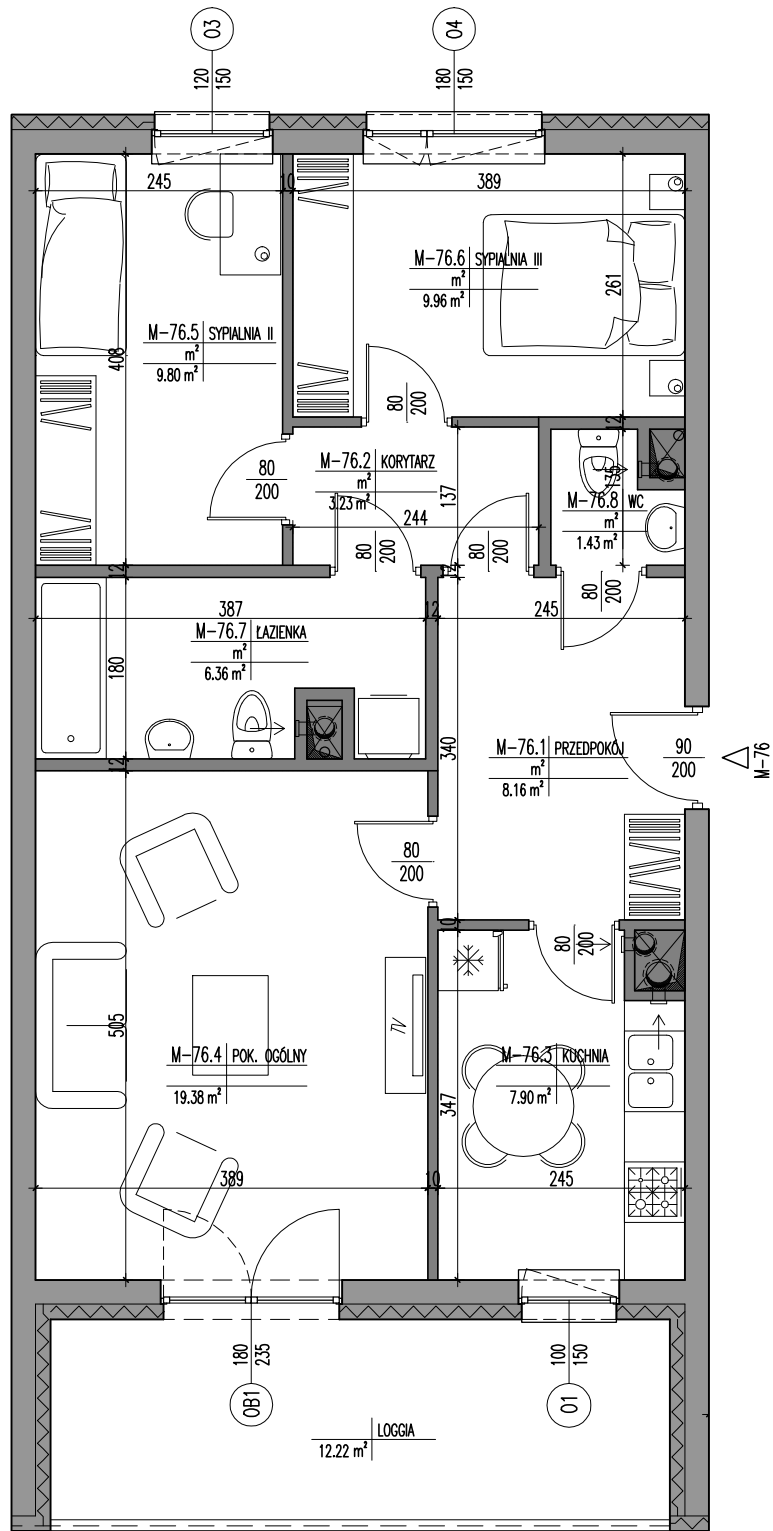 03
04
120
150
180
150
245
10
389
M-76.6 SYPIALNIA III
m²
9.96 m²
261
M-76.5 SYPIALNIA II
m²
9.80 m²
408
80
200
12
M-76.2 KORYTARZ
m²
3.23 m²
80
200
137
135
M-76.8 WC
m²
1.43 m²
244
80
200
80
200
80
200
12
12
387
12
245
M-76.7 ŁAZIENKA
m²
6.36 m²
180
340
M-76.1 PRZEDPOKÓJ
m²
8.16 m²
90
200
M-76
12
80
200
80
200
505
TV
M-76.4 POK. OGÓLNY
19.38 m²
M-76.3 KUCHNIA
7.90 m²
347
389
10
245
180
235
100
150
0B1
01
LOGGIA
12.22 m²